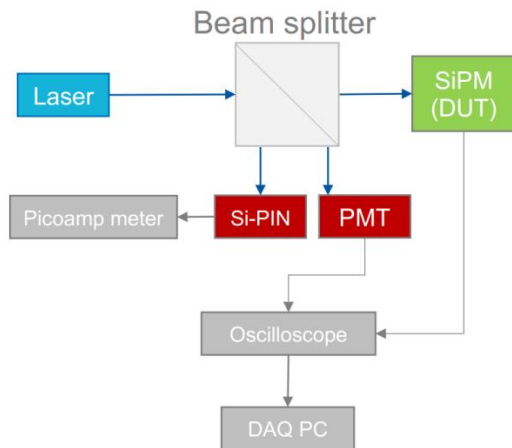 Beam splitter
Laser
SiPM
(DUT)
Picoamp meter
Si-PIN
PMT
Oscilloscope
DAQ PC